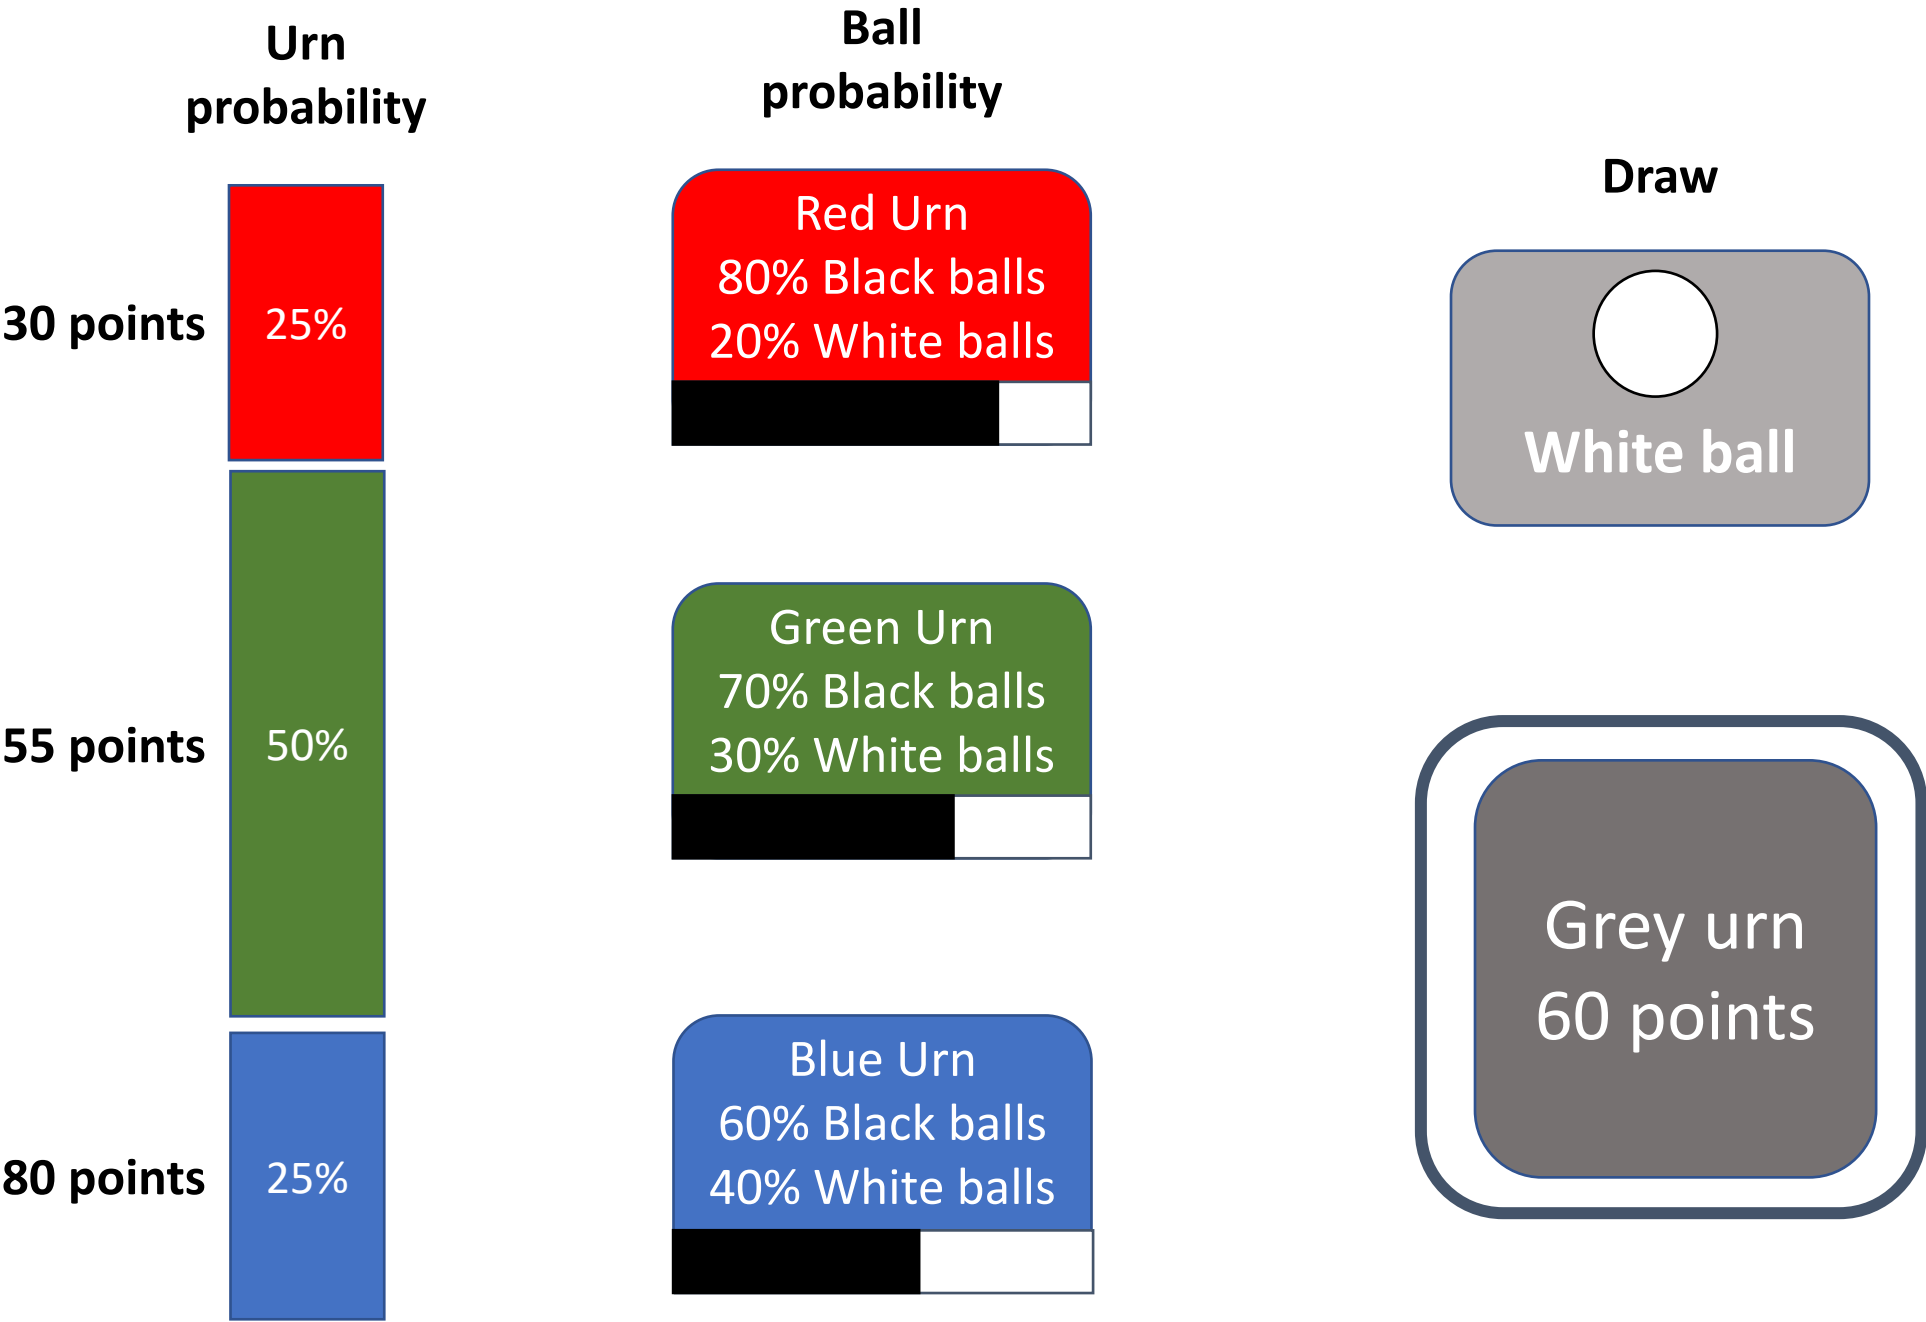 Urn
probability
30 points
25%
55 points
50%
80 points
25%
Ball
probability
Red Urn
80% Black balls
20% White balls
Green Urn
70% Black balls
30% White balls
Blue Urn
60% Black balls
40% White balls
Draw
White ball
Grey urn
60 points